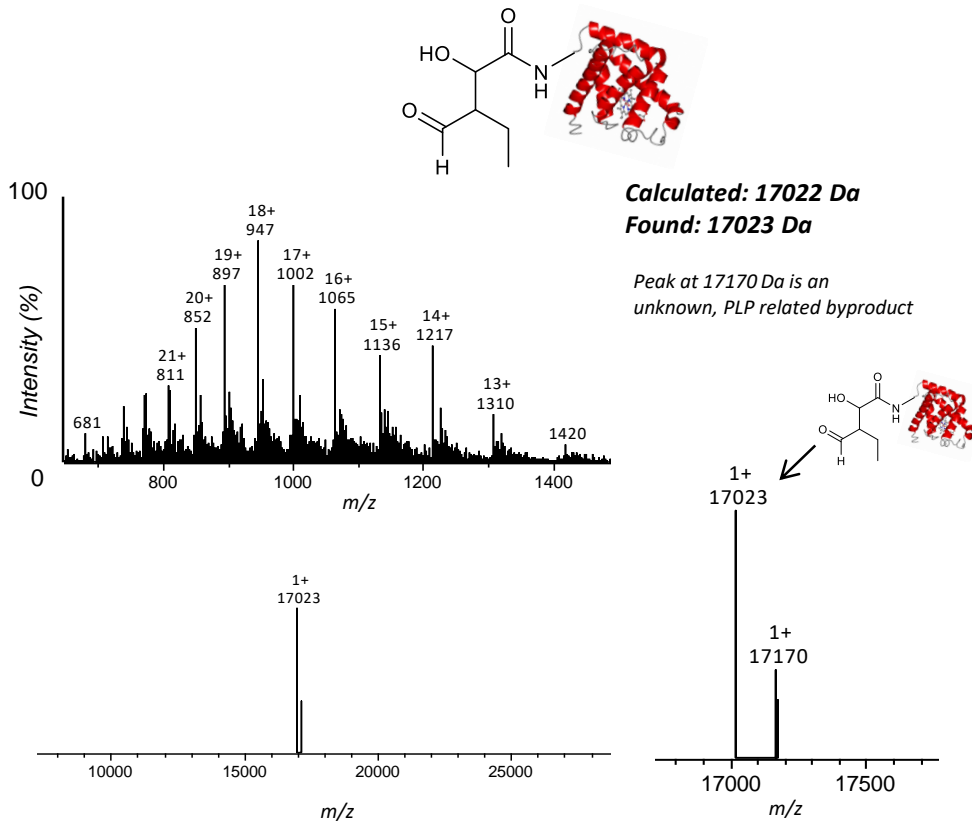 O
HO
N
H
O
H
Calculated: 17022 Da
Found: 17023 Da
Peak at 17170 Da is an
unknown, PLP related byproduct
100
Intensity (%)
0
681
21+
811
20+
852
19+
897
18+
947
17+
1002
16+
1065
15+
1136
14+
1217
13+
1310
1420
800
1000
1200
1400
m/z
O
HO
NH
O
H
1+
17023
10000
15000
20000
25000
m/z
1+
17023
1+
17170
17000
17500
m/z